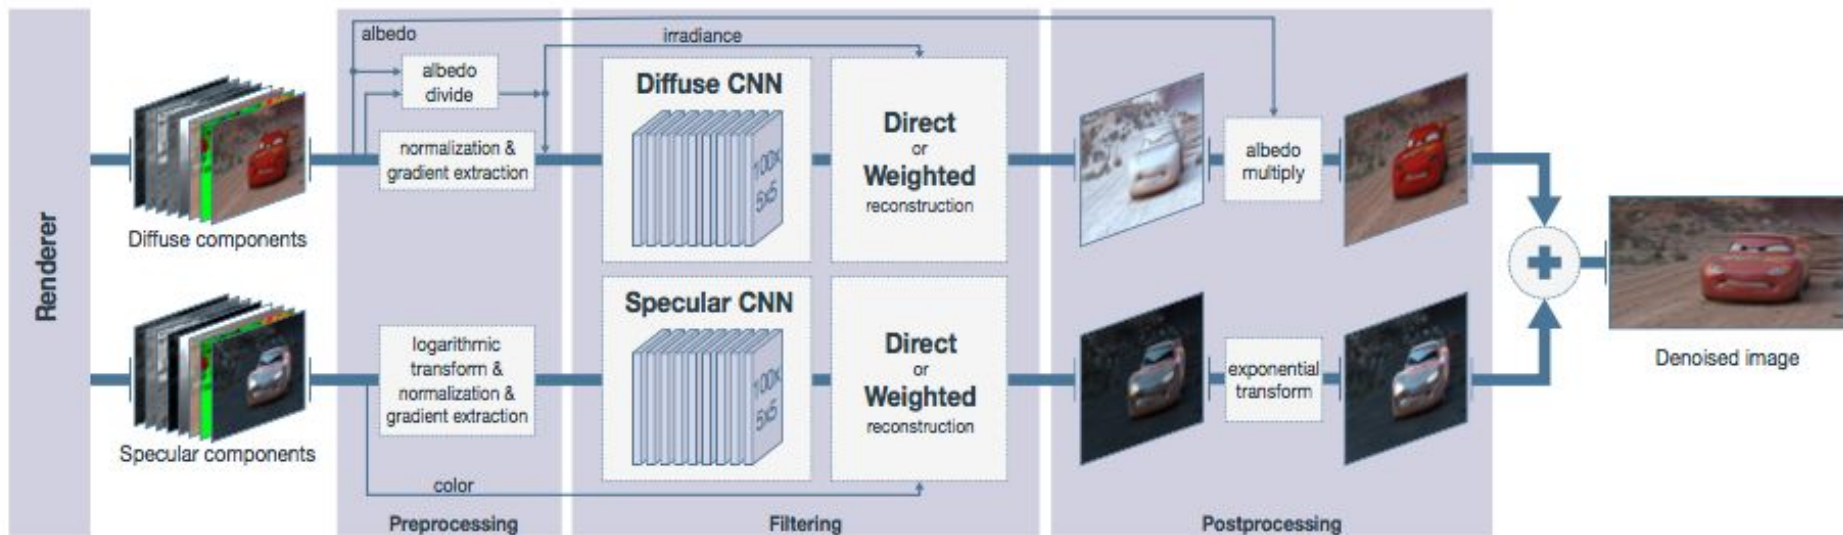 Renderer
Diffuse components
Specular components
albedo
albedo
divide
normalization &
gradient extraction
logarithmic
transform &
normalization &
gradient extraction
color
Preprocessing
irradiance
Diffuse CNN
100x
5x5
Direct
or
Weighted
reconstruction
Specular CNN
100x
5x5
Direct
or
Weighted
reconstruction
Filtering
albedo
multiply
exponential
transform
Postprocessing
Denoised image